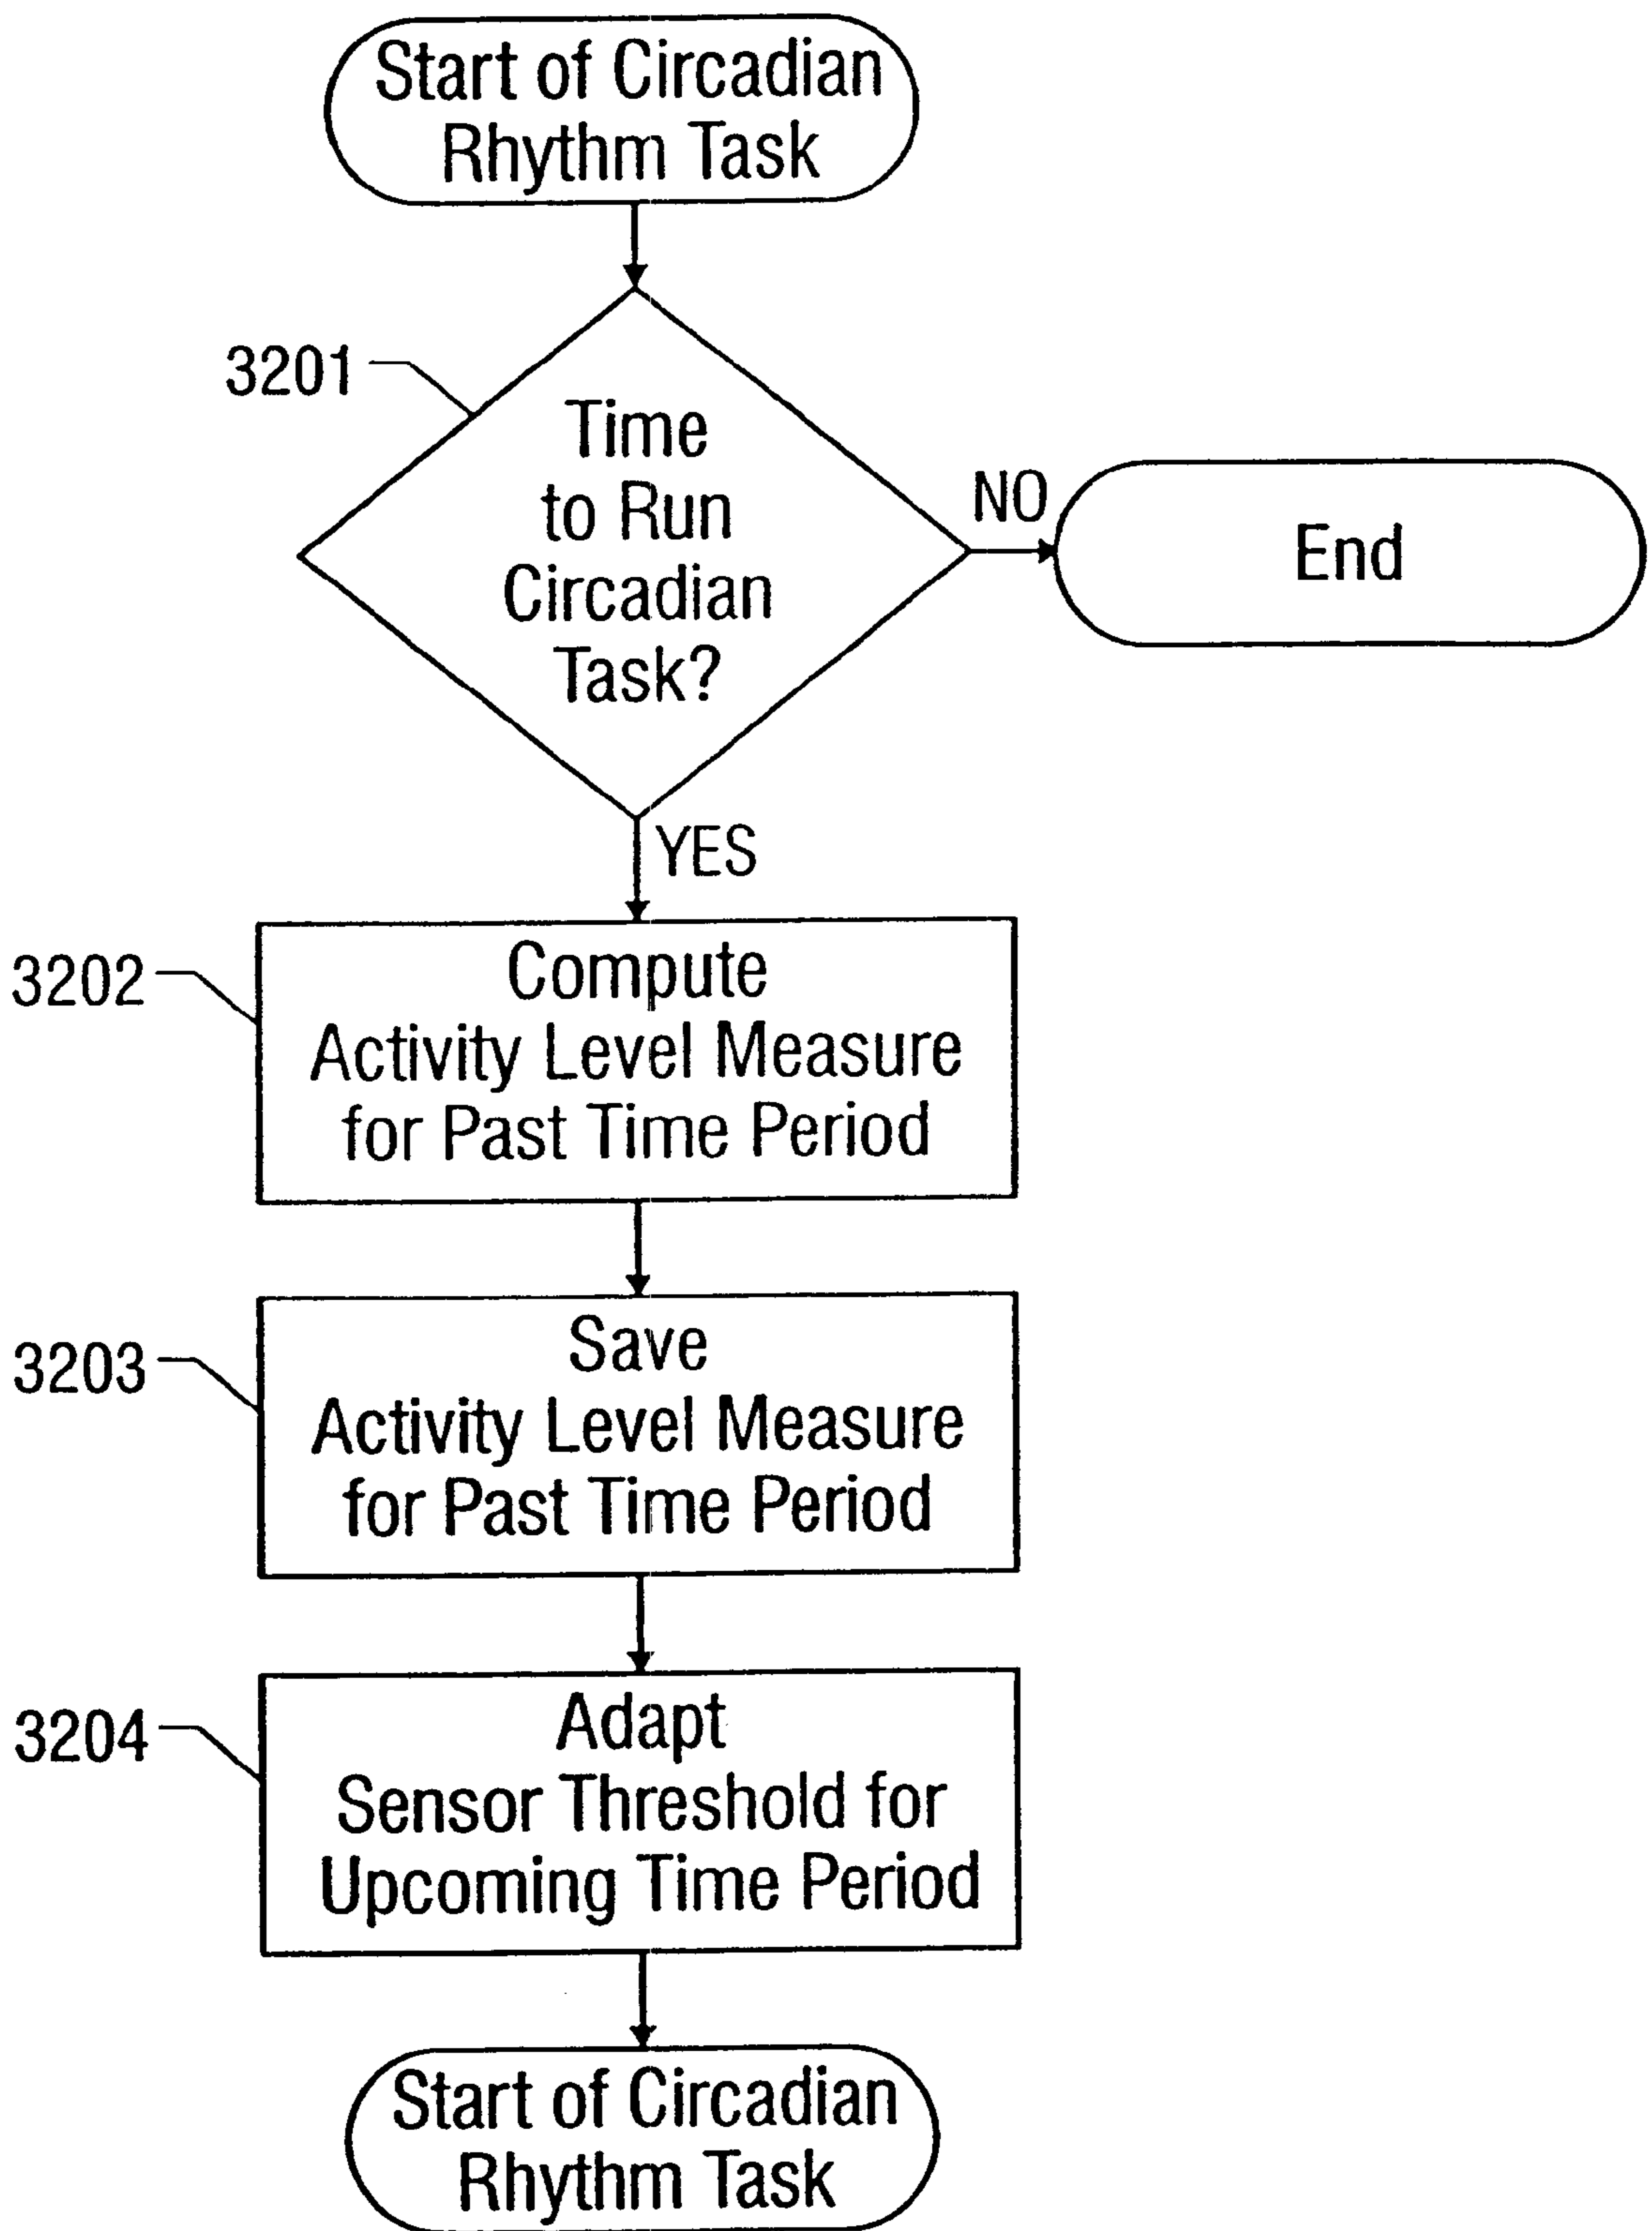 Start of Circadian
Rhythm Task
3201
Time
to Run
Circadian
Task?
NO
End
YES
3202
Compute
Activity Level Measure
for Past Time Period
3203
Save
Activity Level Measure
for Past Time Period
3204
Adapt
Sensor Threshold for
Upcoming Time Period
Start of Circadian
Rhythm Task